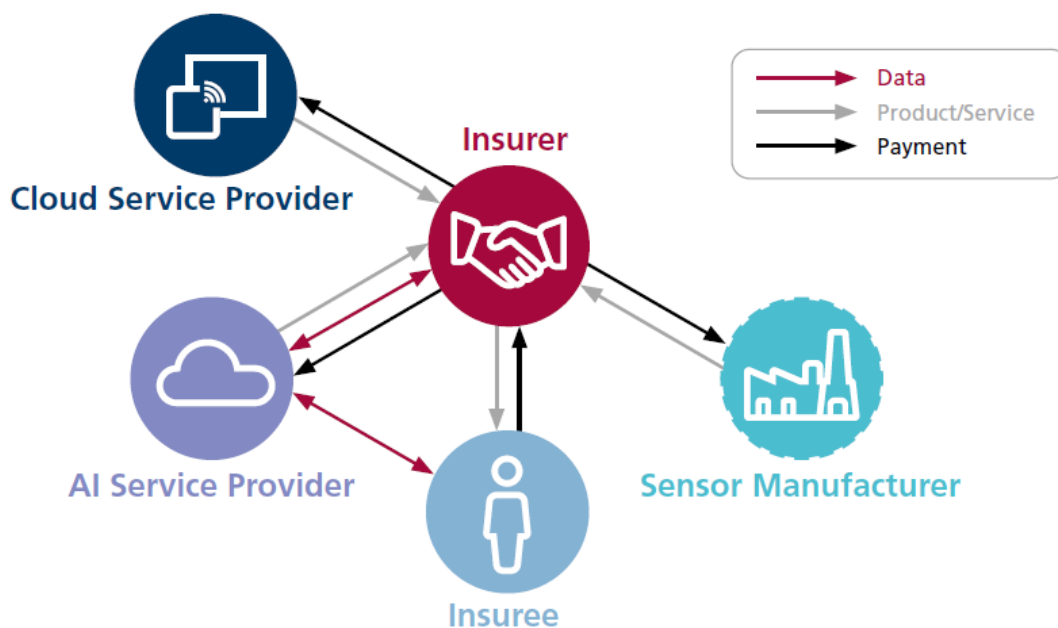 Data
Product/Service
Payment
Insurer
Cloud Service Provider
AI Service Provider
Sensor Manufacturer
Insuree